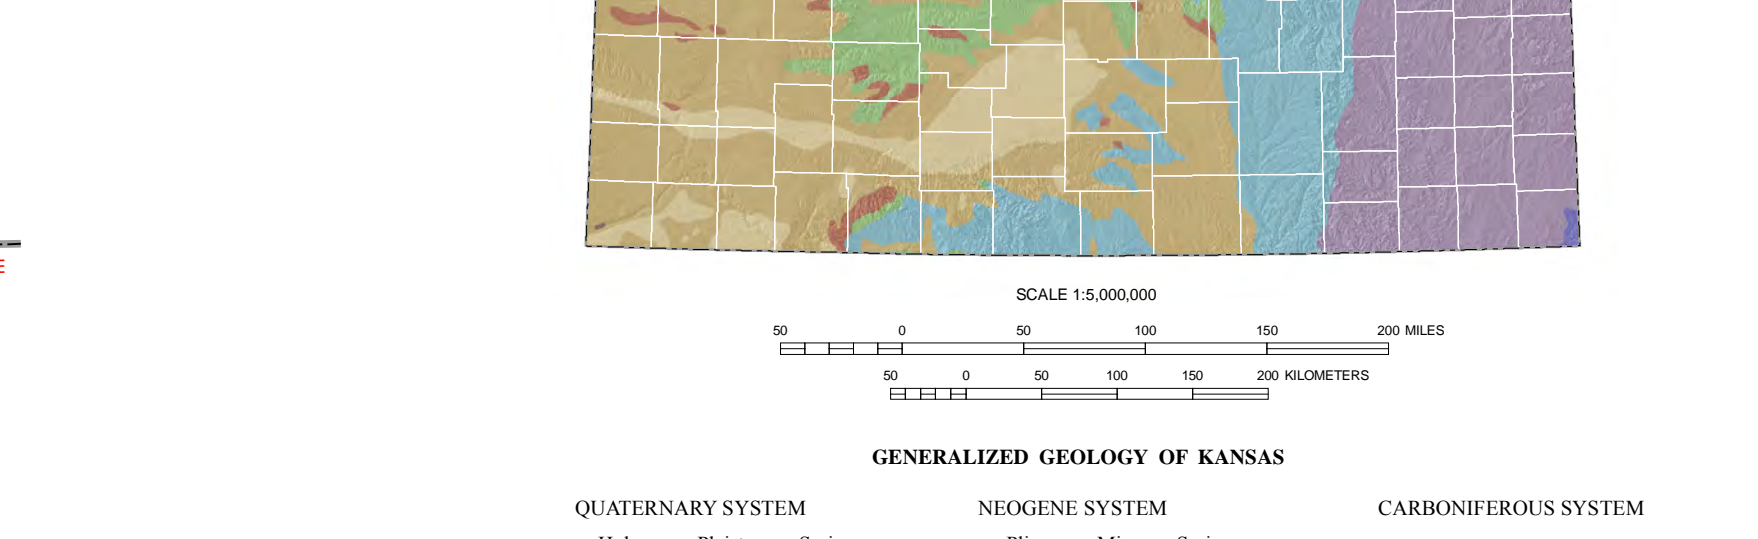 E
SCALE 1:5,000,000
50 0 50 100 150 200 MILES
50 0 50 100 150 200 KILOMETERS
GENERALIZED GEOLOGY OF KANSAS
QUATERNARY SYSTEM NEOGENE SYSTEM CARBONIFEROUS SYSTEM